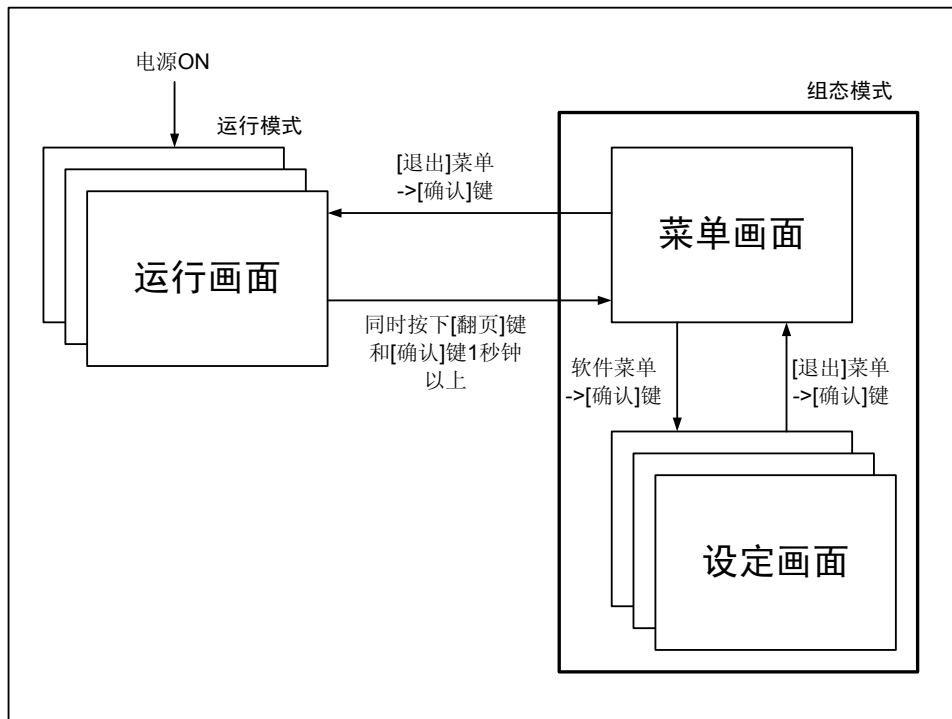 电源ON
组态模式
运行模式
[退出]菜单
->[确认]键
菜单画面
运行画面
同时按下[翻页]键
和[确认]键1秒钟
以上
软件菜单
->[确认]键
[退出]菜单
->[确认]键
设定画面